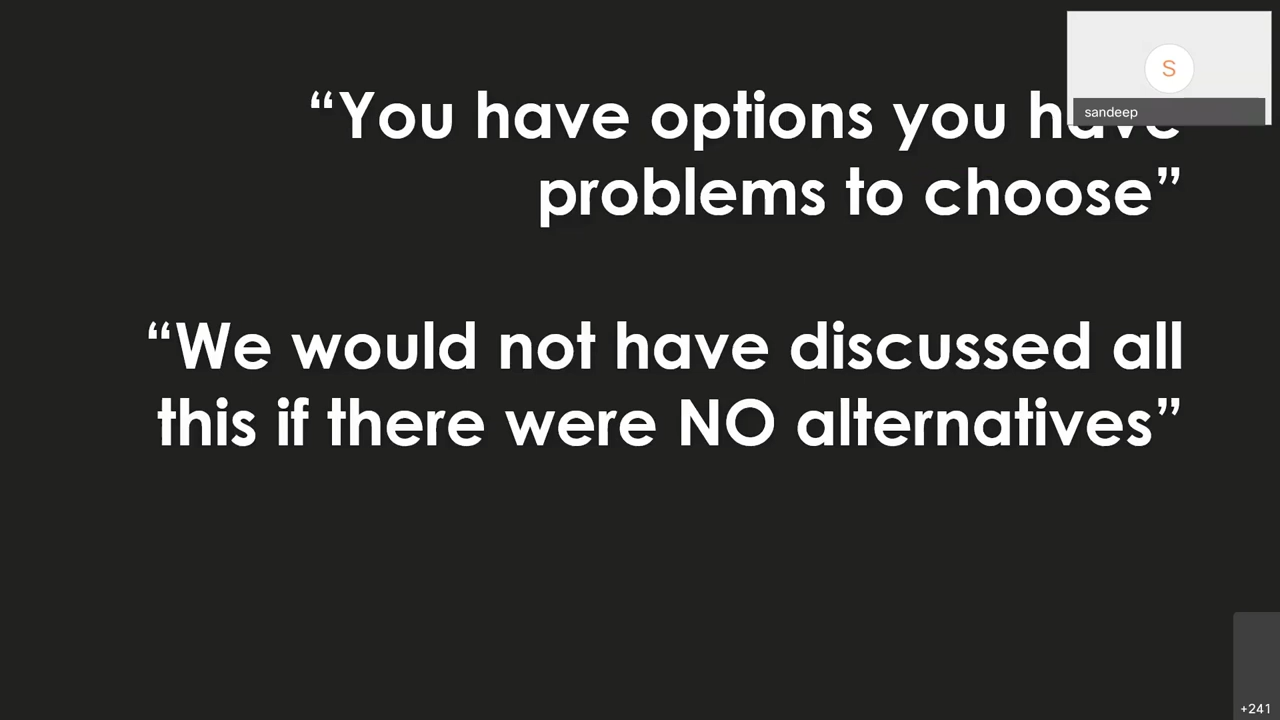 “You have options you have
problems to choose”
“We would not have discussed all
this if there were NO alternatives”
S
sandeep
+241